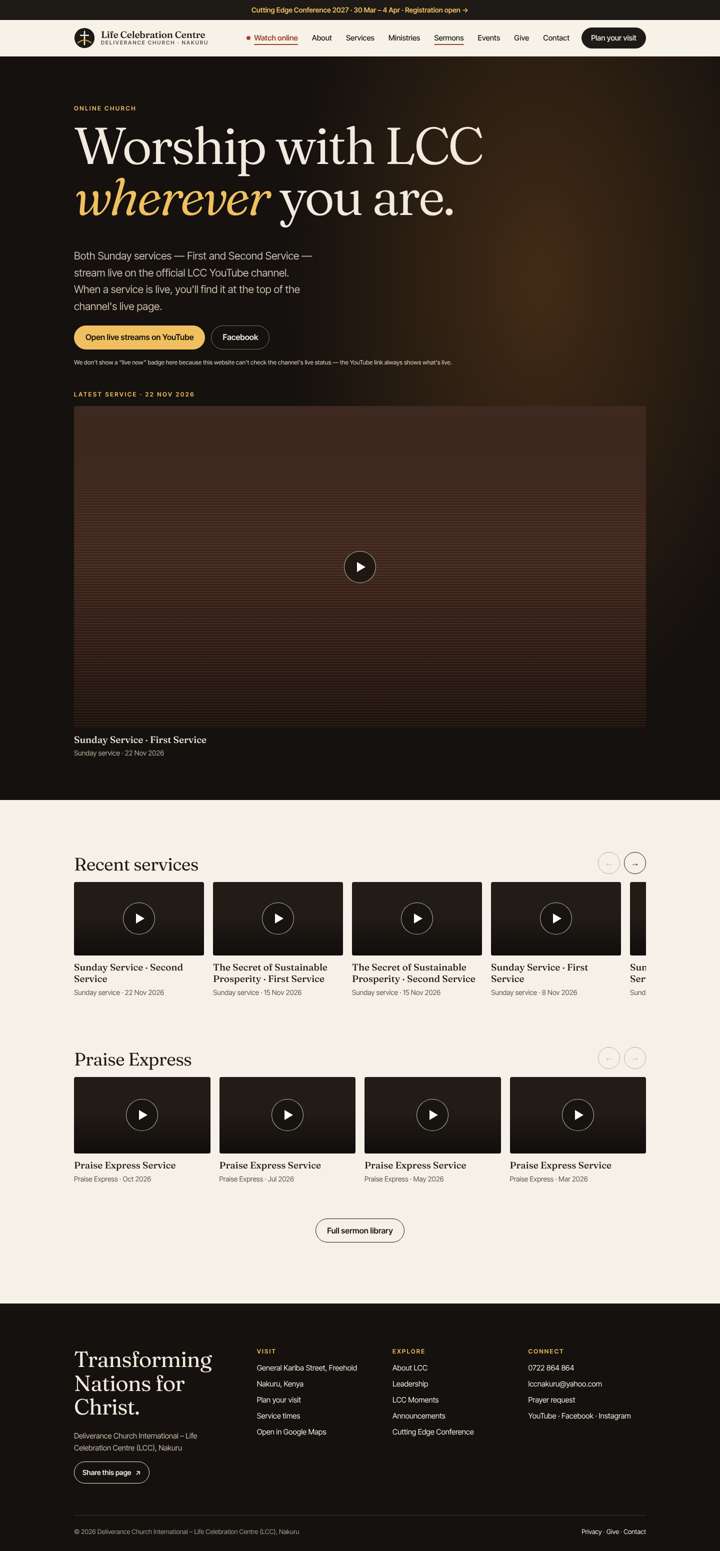 Cutting Edge Conference 2027 · 30 Mar – 4 Apr · Registration open →
Life Celebration Centre
DELIVERANCE CHURCH · NAKURU
Watch online
About
Services
Ministries
Sermons
Events
Give
Contact
Plan your visit
ONLINE CHURCH
Worship with LCC
wherever you are.
Both Sunday services — First and Second Service —
stream live on the official LCC YouTube channel.
When a service is live, you'll find it at the top of the
channel's live page.
Open live streams on YouTube
Facebook
We don't show a "live now" badge here because this website can't check the channel's live status — the YouTube link always shows what's live.
LATEST SERVICE · 22 NOV 2026
Sunday Service · First Service
Sunday service · 22 Nov 2026
Recent services
← →
Sunday Service · Second
Service
Sunday service · 22 Nov 2026
The Secret of Sustainable
Prosperity · First Service
Sunday service · 15 Nov 2026
The Secret of Sustainable
Prosperity · Second Service
Sunday service · 15 Nov 2026
Sunday Service · First
Service
Sunday service · 8 Nov 2026
Sun
Ser
Sund
Praise Express
← →
Praise Express Service
Praise Express · Oct 2026
Praise Express Service
Praise Express · Jul 2026
Praise Express Service
Praise Express · May 2026
Praise Express Service
Praise Express · Mar 2026
Full sermon library
Transforming
Nations for
Christ.
Deliverance Church International – Life
Celebration Centre (LCC), Nakuru
Share this page ↗
VISIT
General Kariba Street, Freehold
Nakuru, Kenya
Plan your visit
Service times
Open in Google Maps
EXPLORE
About LCC
Leadership
LCC Moments
Announcements
Cutting Edge Conference
CONNECT
0722 864 864
lccnakuru@yahoo.com
Prayer request
YouTube · Facebook · Instagram
© 2026 Deliverance Church International – Life Celebration Centre (LCC), Nakuru
Privacy · Give · Contact